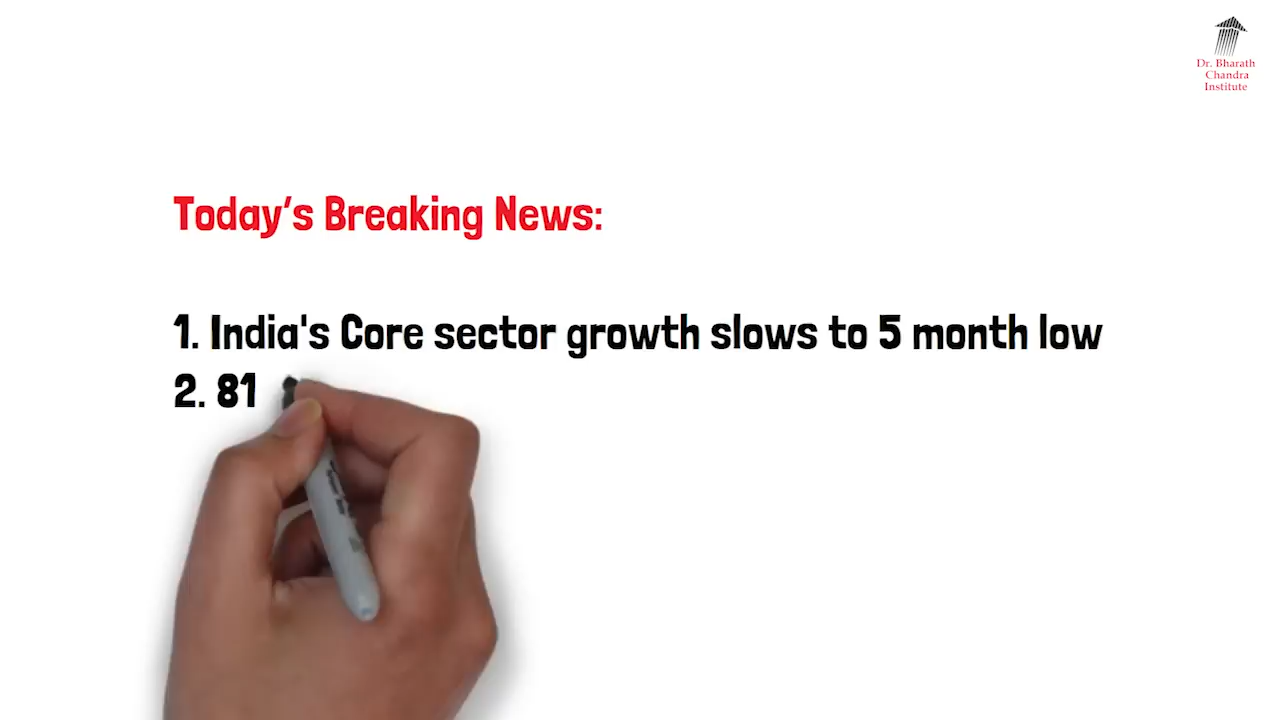 Dr. Bharath
Chandra
Institute
Today's Breaking News:
1. India's Core sector growth slows to 5 month low
2. 81